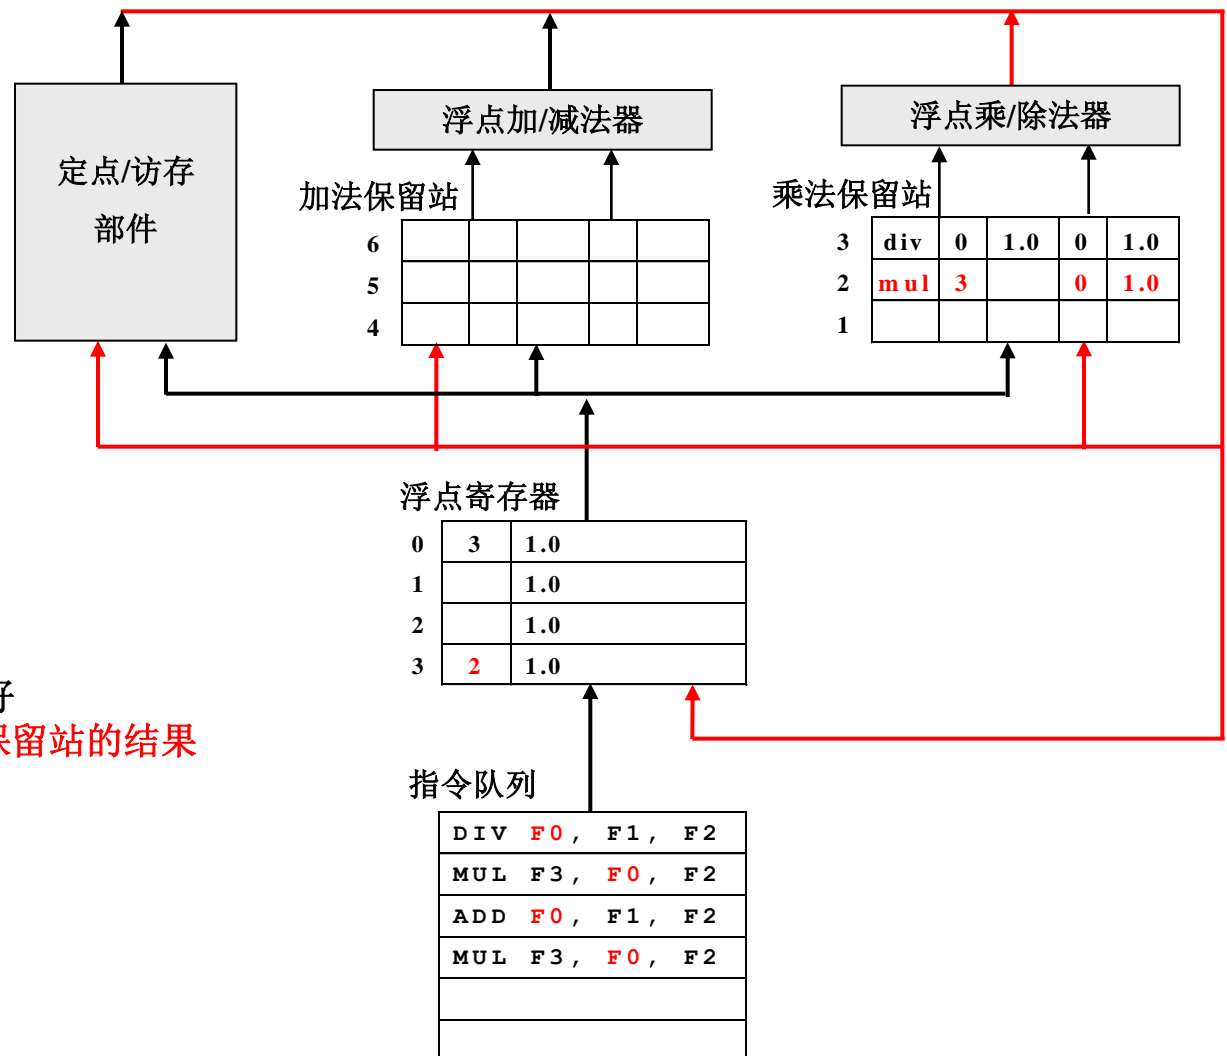 定点/访存
部件
浮点加/减法器
浮点乘/除法器
加法保留站
6
5
4
乘法保留站
3 div 0 1.0 0 1.0
2 mul 3 0 1.0
1
浮点寄存器
0 3 1.0
1 1.0
2 1.0
3 2 1.0
好
保留站的结果
指令队列
DIV F0, F1, F2
MUL F3, F0, F2
ADD F0, F1, F2
MUL F3, F0, F2